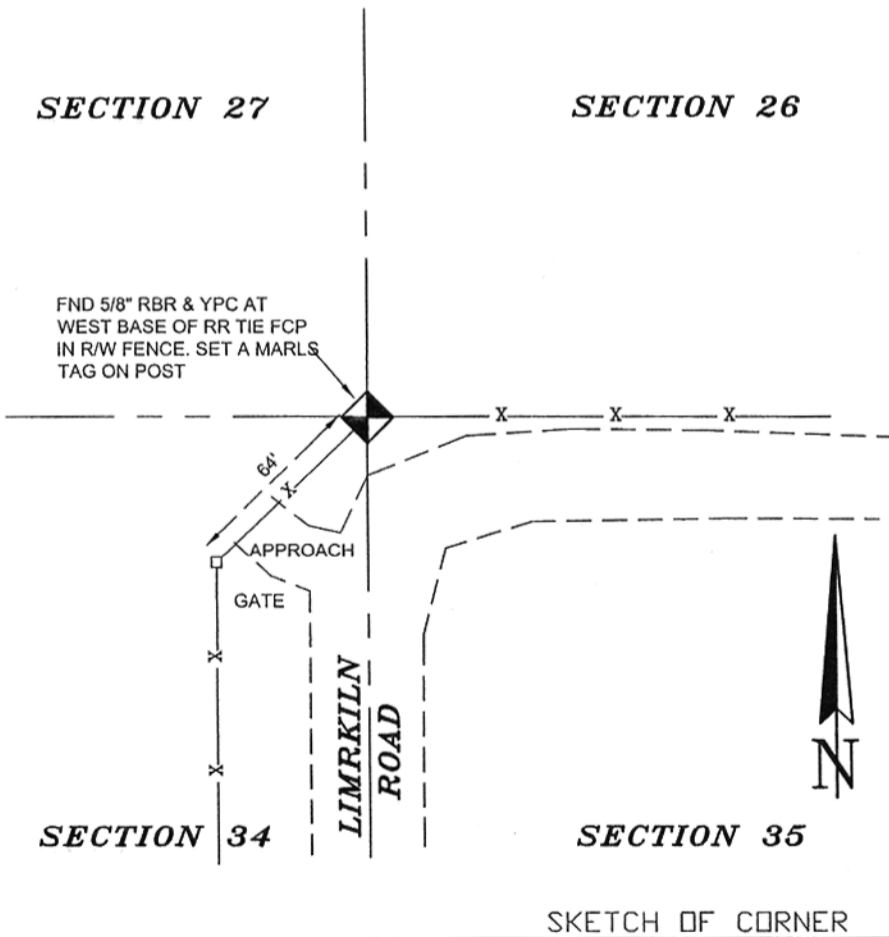 SECTION 27
SECTION 26
FND 5/8" RBR & YPC AT
WEST BASE OF RR TIE FCP
IN R/W FENCE. SET A MARLS
TAG ON POST
X X X
64'
X
APPROACH
GATE
X
LIMRKILN
ROAD
X
N
SECTION 34
SECTION 35
SKETCH OF CORNER